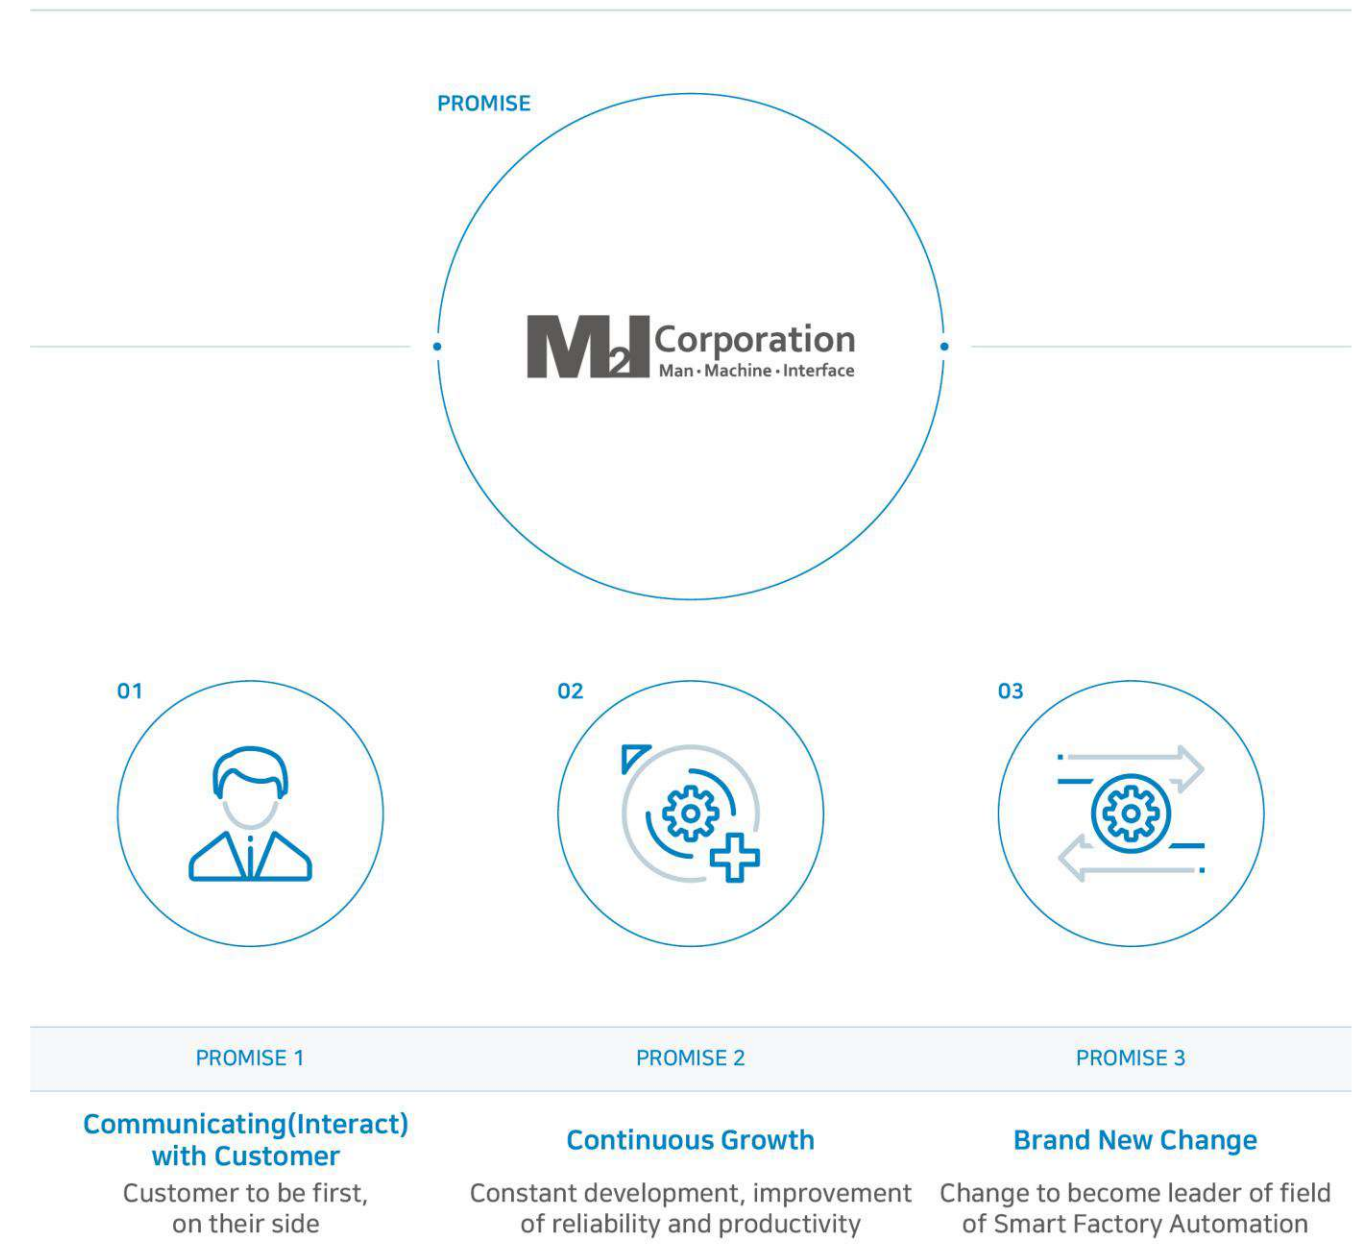 PROMISE
M2I Corporation
Man·Machine·Interface
01
02
03
PROMISE 1
PROMISE 2
PROMISE 3
Communicating(Interact)
with Customer
Customer to be first,
on their side
Continuous Growth
Constant development, improvement
of reliability and productivity
Brand New Change
Change to become leader of field
of Smart Factory Automation